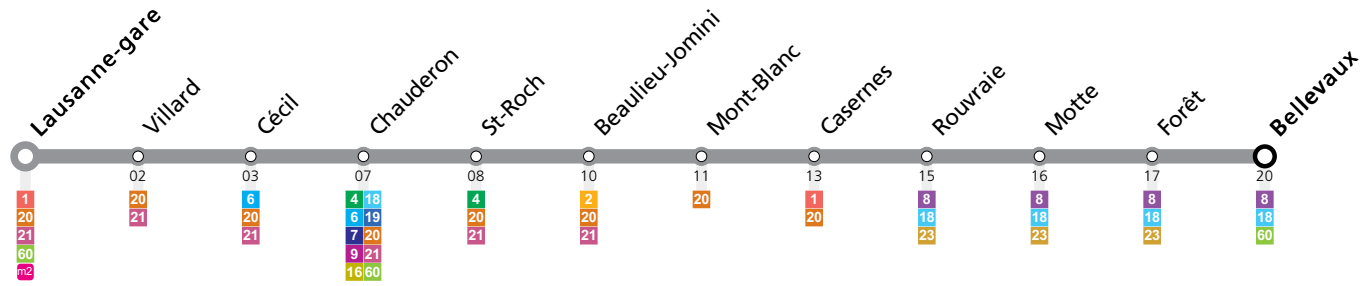 Lausanne-gare
Villard
Cécil
Chauderon
St-Roch
Beaulieu-Jomini
Mont-Blanc
Casernes
Rouvraie
Motte
Forêt
Bellevaux
02 03 07 08 10 11 13 15 16 17 20
1 20 6 4 18 4 2 20 1 8 8 8 8
20 21 20 6 19 20 20 20 18 18 18 18
21 21 7 20 21 21 23 23 23 60
60 9 21
m2 16 60